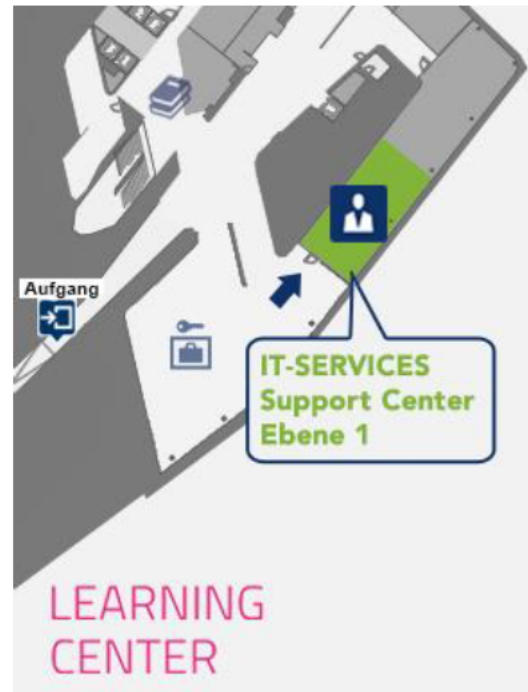 Aufgang
IT-SERVICES
Support Center
Ebene 1
LEARNING
CENTER